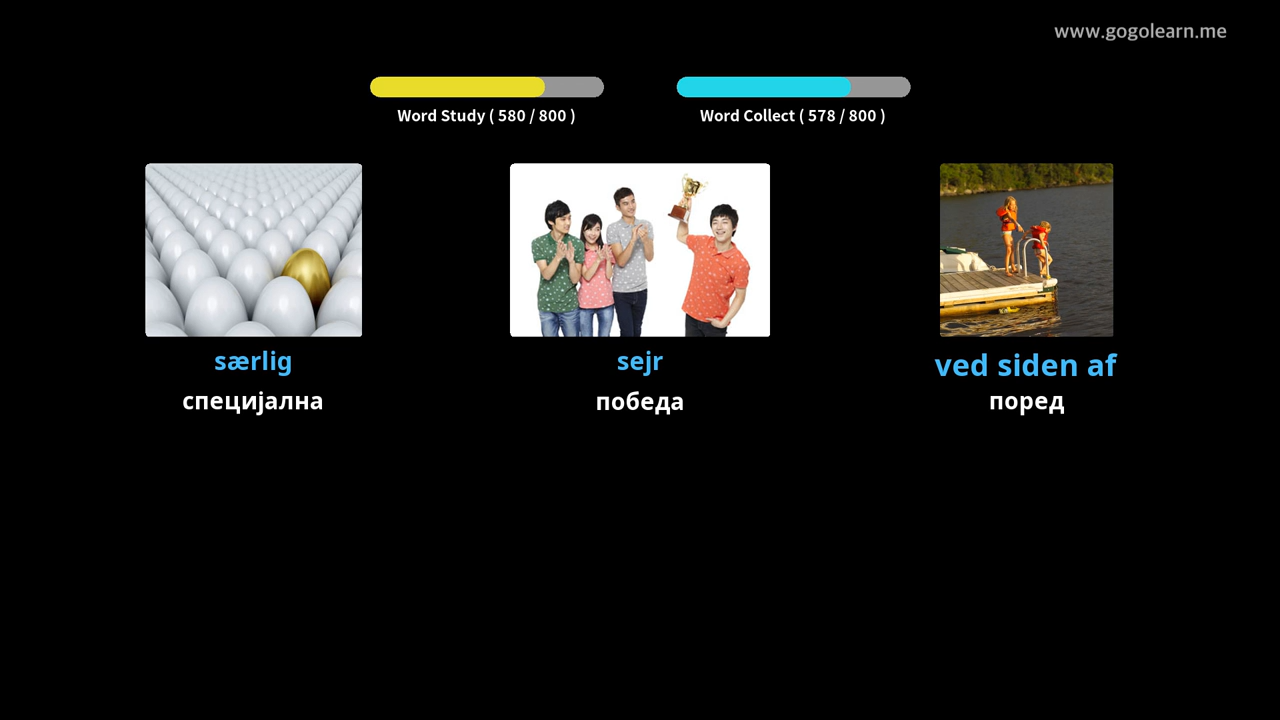 www.gogolearn.me
Word Study ( 580 / 800 )
Word Collect ( 578 / 800 )
særlig
специјална
sejr
победа
ved siden af
поред